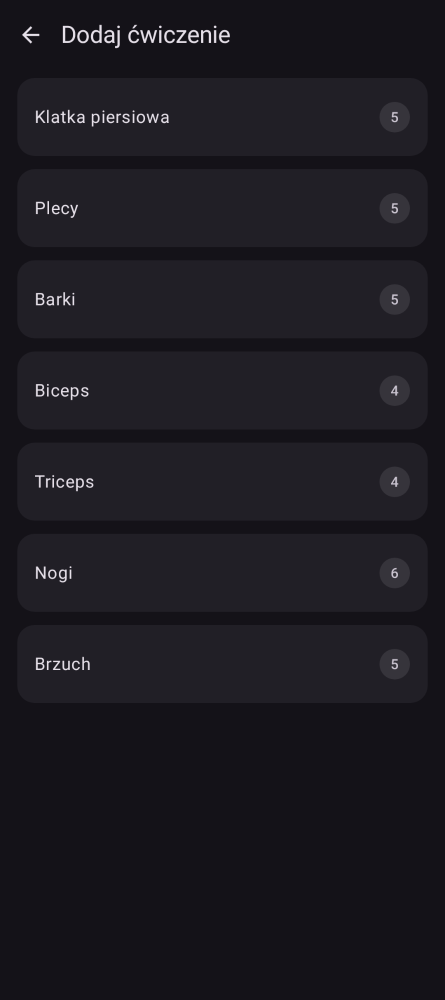 Dodaj ćwiczenie
Klatka piersiowa 5
Plecy 5
Barki 5
Biceps 4
Triceps 4
Nogi 6
Brzuch 5